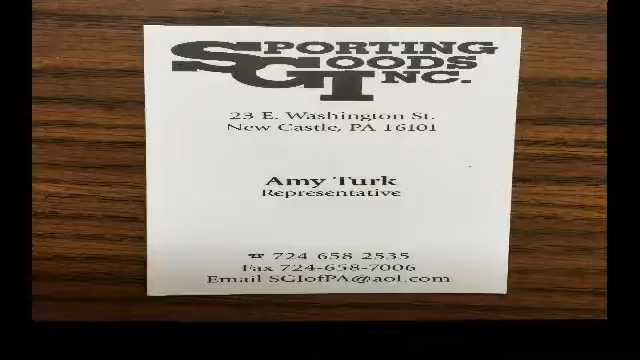 SPORTING
GOODS
INC.
23 E. Washington St.
New Castle, PA 16101
Amy Turk
Representative
☎ 724 658 2535
Fax 724-658-7006
Email SGIofPA@aol.com